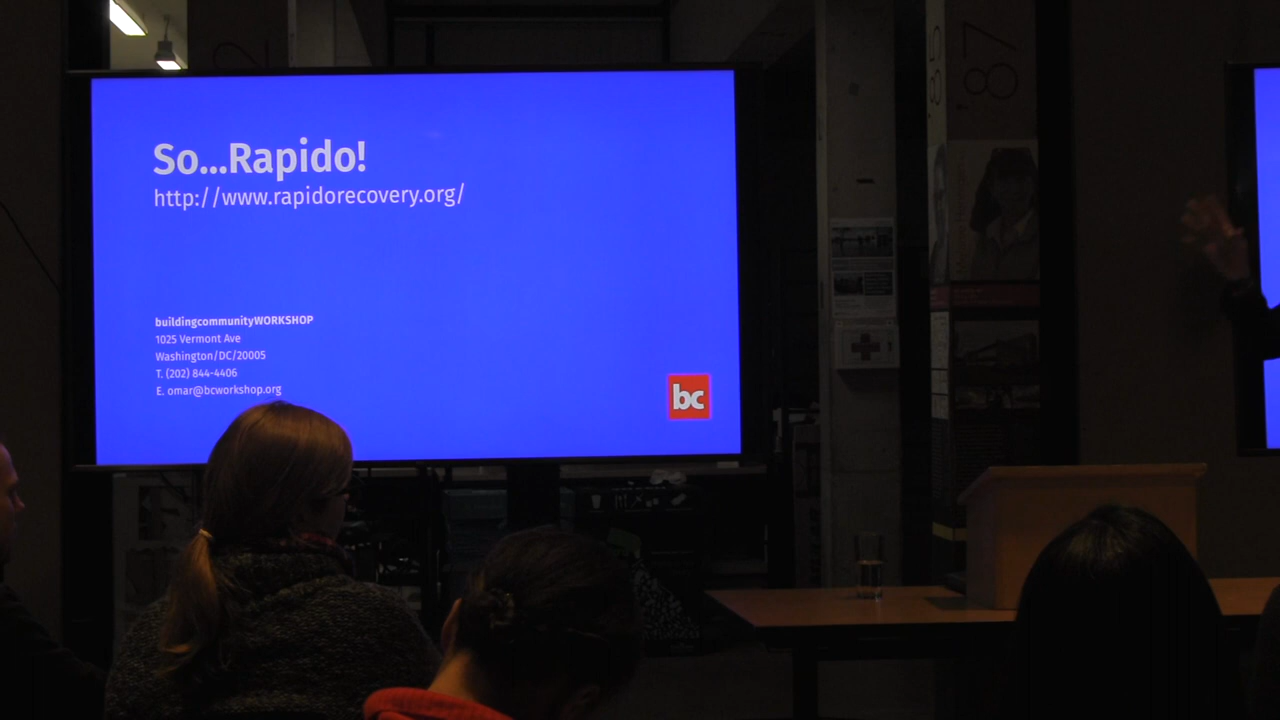 So...Rapido!
http://www.rapidorecovery.org/
buildingcommunityWORKSHOP
1025 Vermont Ave
Washington/DC/20005
T. (202) 844-4406
E. omar@bcworkshop.org
bc
'87